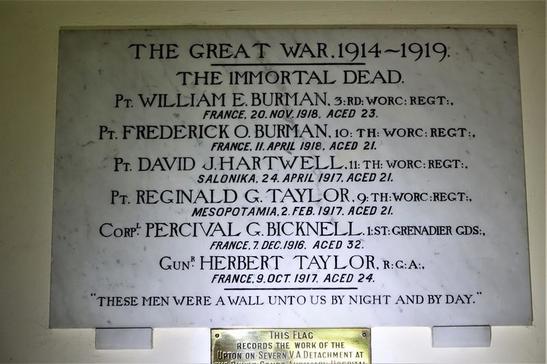 THE GREAT WAR. 1914~1919.
THE IMMORTAL DEAD.
PT. WILLIAM E. BURMAN, 3:RD: WORC: REGT:,
FRANCE, 20. NOV. 1918, AGED 23.
PT. FREDERICK O. BURMAN, 10: TH: WORC: REGT:,
FRANCE, 11. APRIL 1918, AGED 21.
PT. DAVID J. HARTWELL, 11: TH: WORC: REGT:,
SALONIKA, 24. APRIL 1917, AGED 21.
PT. REGINALD G. TAYLOR, 9: TH: WORC: REGT:,
MESOPOTAMIA, 2. FEB. 1917. AGED 21.
CORPL PERCIVAL G. BICKNELL, 1:ST: GRENADIER GDS:,
FRANCE, 7. DEC. 1916. AGED 32.
GUNR HERBERT TAYLOR, R: G: A:,
FRANCE, 9. OCT. 1917. AGED 24.
"THESE MEN WERE A WALL UNTO US BY NIGHT AND BY DAY."
THIS FLAG
RECORDS THE WORK OF THE
UPTON ON SEVERN V.A DETACHMENT AT